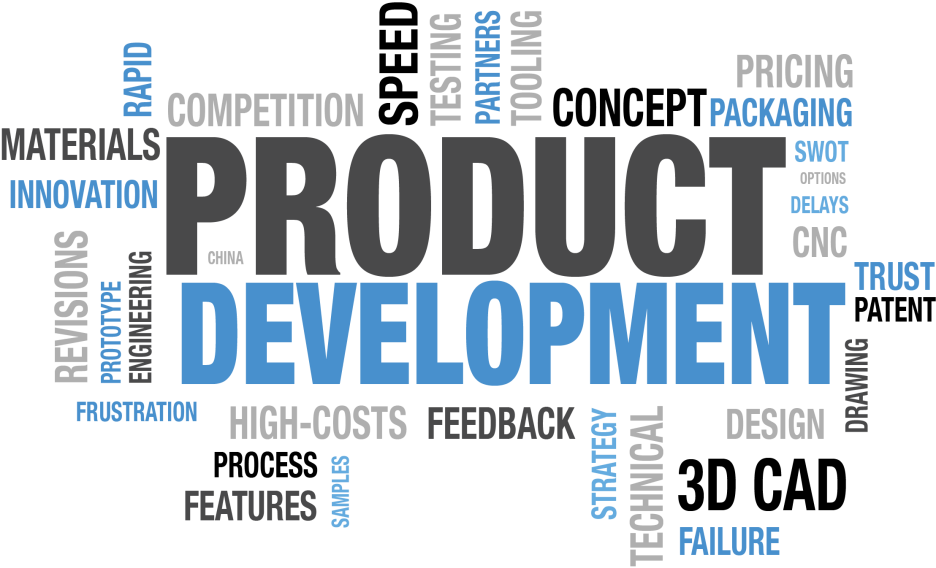 SPEED
TESTING
PARTNERS
TOOLING
RAPID
PRICING
COMPETITION
CONCEPT
PACKAGING
MATERIALS
PRODUCT
SWOT
OPTIONS
INNOVATION
DELAYS
CNC
CHINA
REVISIONS
PROTOTYPE
ENGINEERING
TRUST
DEVELOPMENT
PATENT
DRAWING
FRUSTRATION
HIGH-COSTS
FEEDBACK
STRATEGY
TECHNICAL
DESIGN
PROCESS
SAMPLES
3D CAD
FEATURES
FAILURE